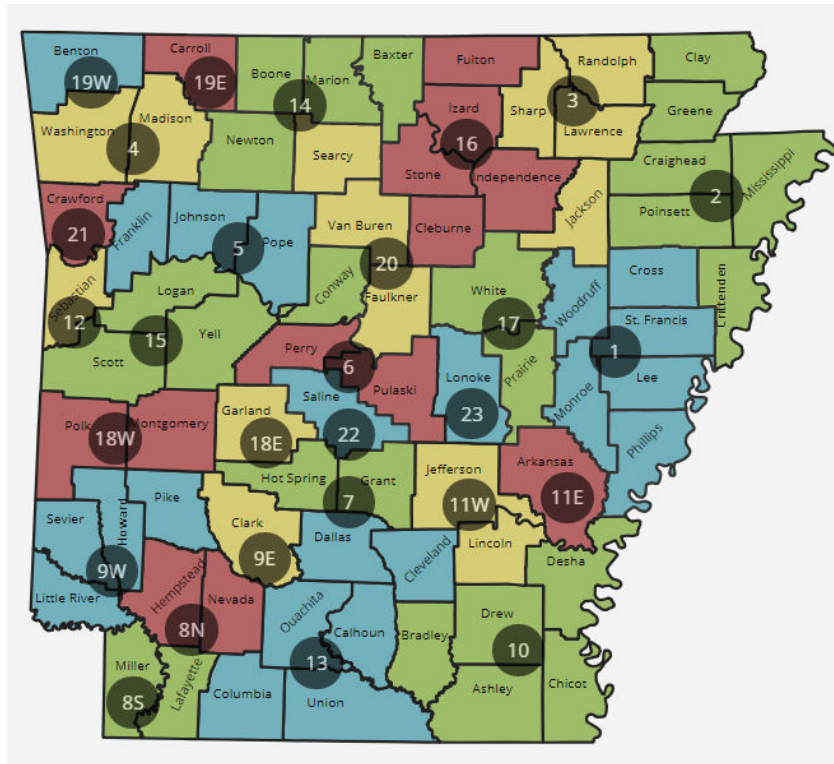 Benton
Carroll
Boone
Marion
Baxter
Fulton
Randolph
Clay
19W
19E
14
Izard
Sharp
3
Greene
Washington
Madison
4
Newton
Searcy
16
Lawrence
Stone
Independence
Craighead
Mississippi
2
Poinsett
Crawford
21
Franklin
Johnson
5
Pope
Van Buren
Cleburne
Jackson
20
Conway
Faulkner
White
17
Woodruff
Cross
Crittenden
Sebastian
12
Logan
15
Yell
Scott
St. Francis
1
Perry
6
Pulaski
Lonoke
23
Prairie
Monroe
Lee
Phillips
Polk
18W
Montgomery
Garland
18E
Saline
22
Hot Spring
Grant
7
Jefferson
11W
Arkansas
11E
Sevier
Howard
Pike
Clark
9E
Dallas
Cleveland
Lincoln
Desha
9W
Little River
Hempstead
Nevada
8N
Ouachita
Calhoun
13
Bradley
Drew
10
Miller
8S
Lafayette
Columbia
Union
Ashley
Chicot